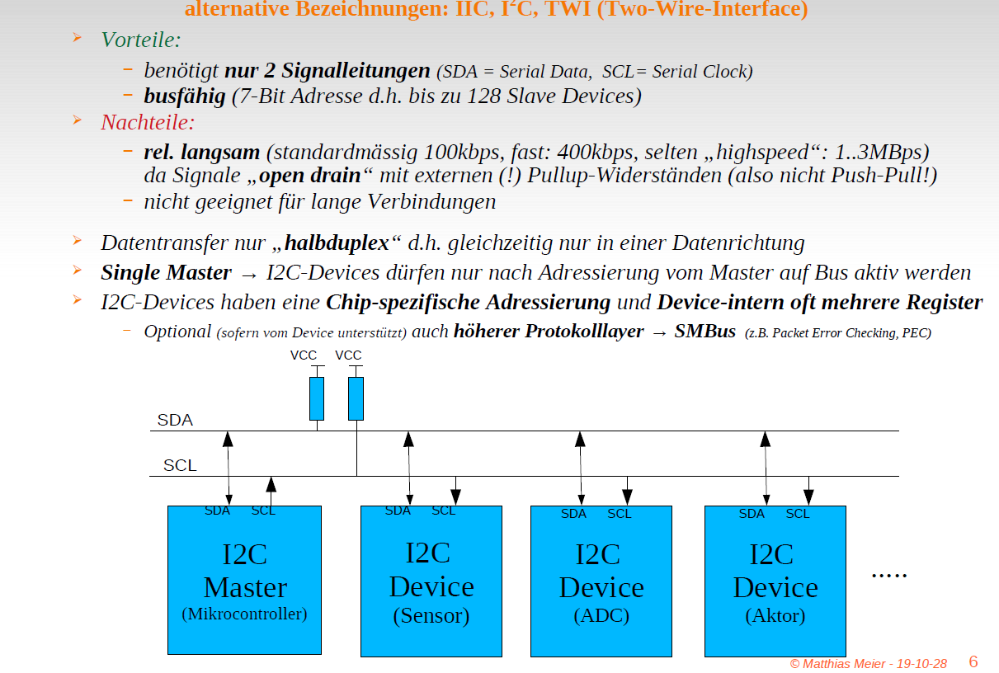 alternative Bezeichnungen: IIC, I²C, TWI (Two-Wire-Interface)
Vorteile:
– benötigt nur 2 Signalleitungen (SDA = Serial Data, SCL= Serial Clock)
– busfähig (7-Bit Adresse d.h. bis zu 128 Slave Devices)
Nachteile:
– rel. langsam (standardmässig 100kbps, fast: 400kbps, selten „highspeed“: 1..3MBps)
da Signale „open drain“ mit externen (!) Pullup-Widerständen (also nicht Push-Pull!)
– nicht geeignet für lange Verbindungen
Datentransfer nur „halbduplex“ d.h. gleichzeitig nur in einer Datenrichtung
Single Master → I2C-Devices dürfen nur nach Adressierung vom Master auf Bus aktiv werden
I2C-Devices haben eine Chip-spezifische Adressierung und Device-intern oft mehrere Register
– Optional (sofern vom Device unterstützt) auch höherer Protokolllayer → SMBus (z.B. Packet Error Checking, PEC)
VCC VCC
SDA
SCL
SDA SCL
I2C
Master
(Mikrocontroller)
SDA SCL
I2C
Device
(Sensor)
SDA SCL
I2C
Device
(ADC)
SDA SCL
I2C
Device
(Aktor)
.....
© Matthias Meier - 19-10-28 6